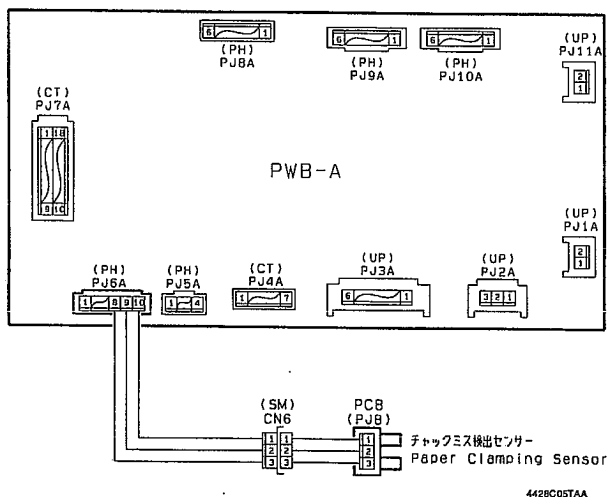 (PH)
PJ8A
6 1
(PH)
PJ9A
6 1
(PH)
PJ10A
6 1
(UP)
PJ11A
2
1
(CT)
PJ7A
1 18
9 10
PWB-A
(UP)
PJ1A
2
1
(PH)
PJ6A
1 8 9 10
(PH)
PJ5A
1 4
(CT)
PJ4A
1 7
(UP)
PJ3A
6 1
(UP)
PJ2A
3 2 1
(SM)
CN6
1 1
2 2
3 3
PC8
(PJ8)
1
2
3
チャックミス検出センサー
Paper Clamping Sensor
4428C05TAA